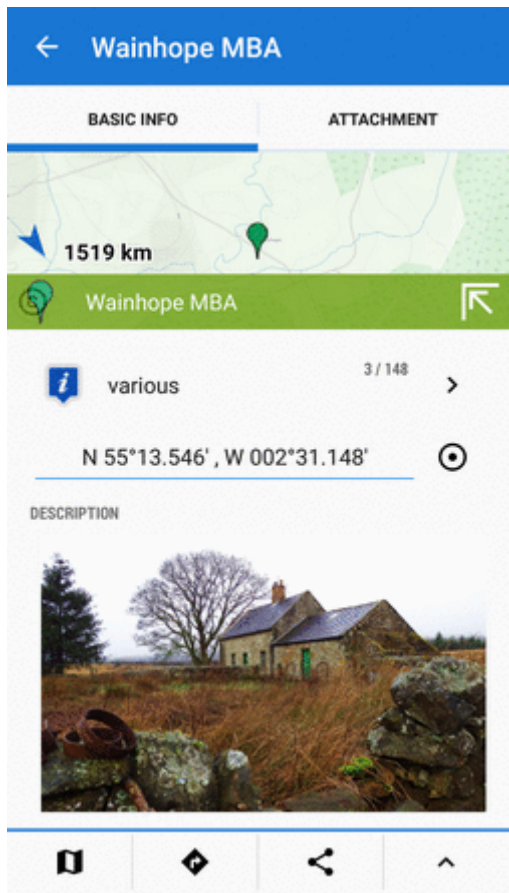 Wainhope MBA
BASIC INFO
ATTACHMENT
1519 km
Wainhope MBA
various
3 / 148
N 55°13.546' , W 002°31.148'
DESCRIPTION